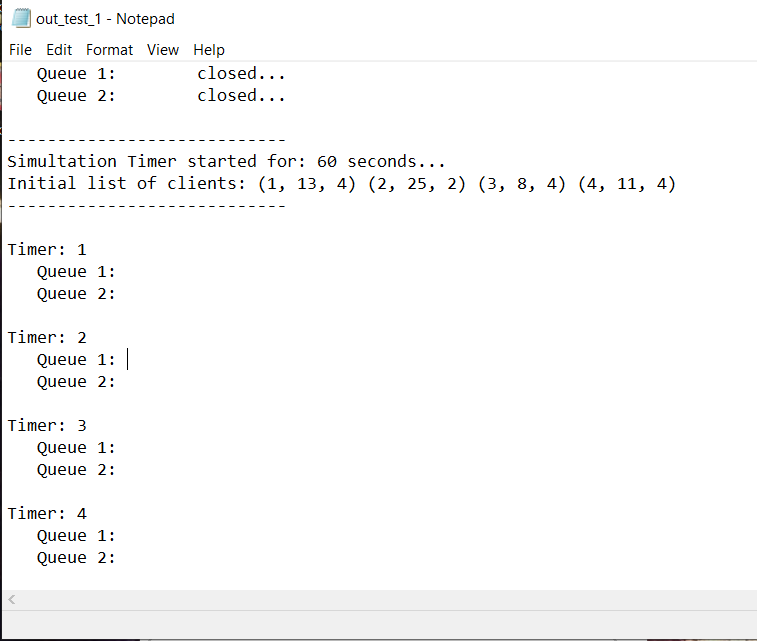 out_test_1 - Notepad
File Edit Format View Help
Queue 1: closed...
Queue 2: closed...
----------------------------
Simultation Timer started for: 60 seconds...
Initial list of clients: (1, 13, 4) (2, 25, 2) (3, 8, 4) (4, 11, 4)
----------------------------
Timer: 1
Queue 1:
Queue 2:
Timer: 2
Queue 1:
Queue 2:
Timer: 3
Queue 1:
Queue 2:
Timer: 4
Queue 1:
Queue 2: